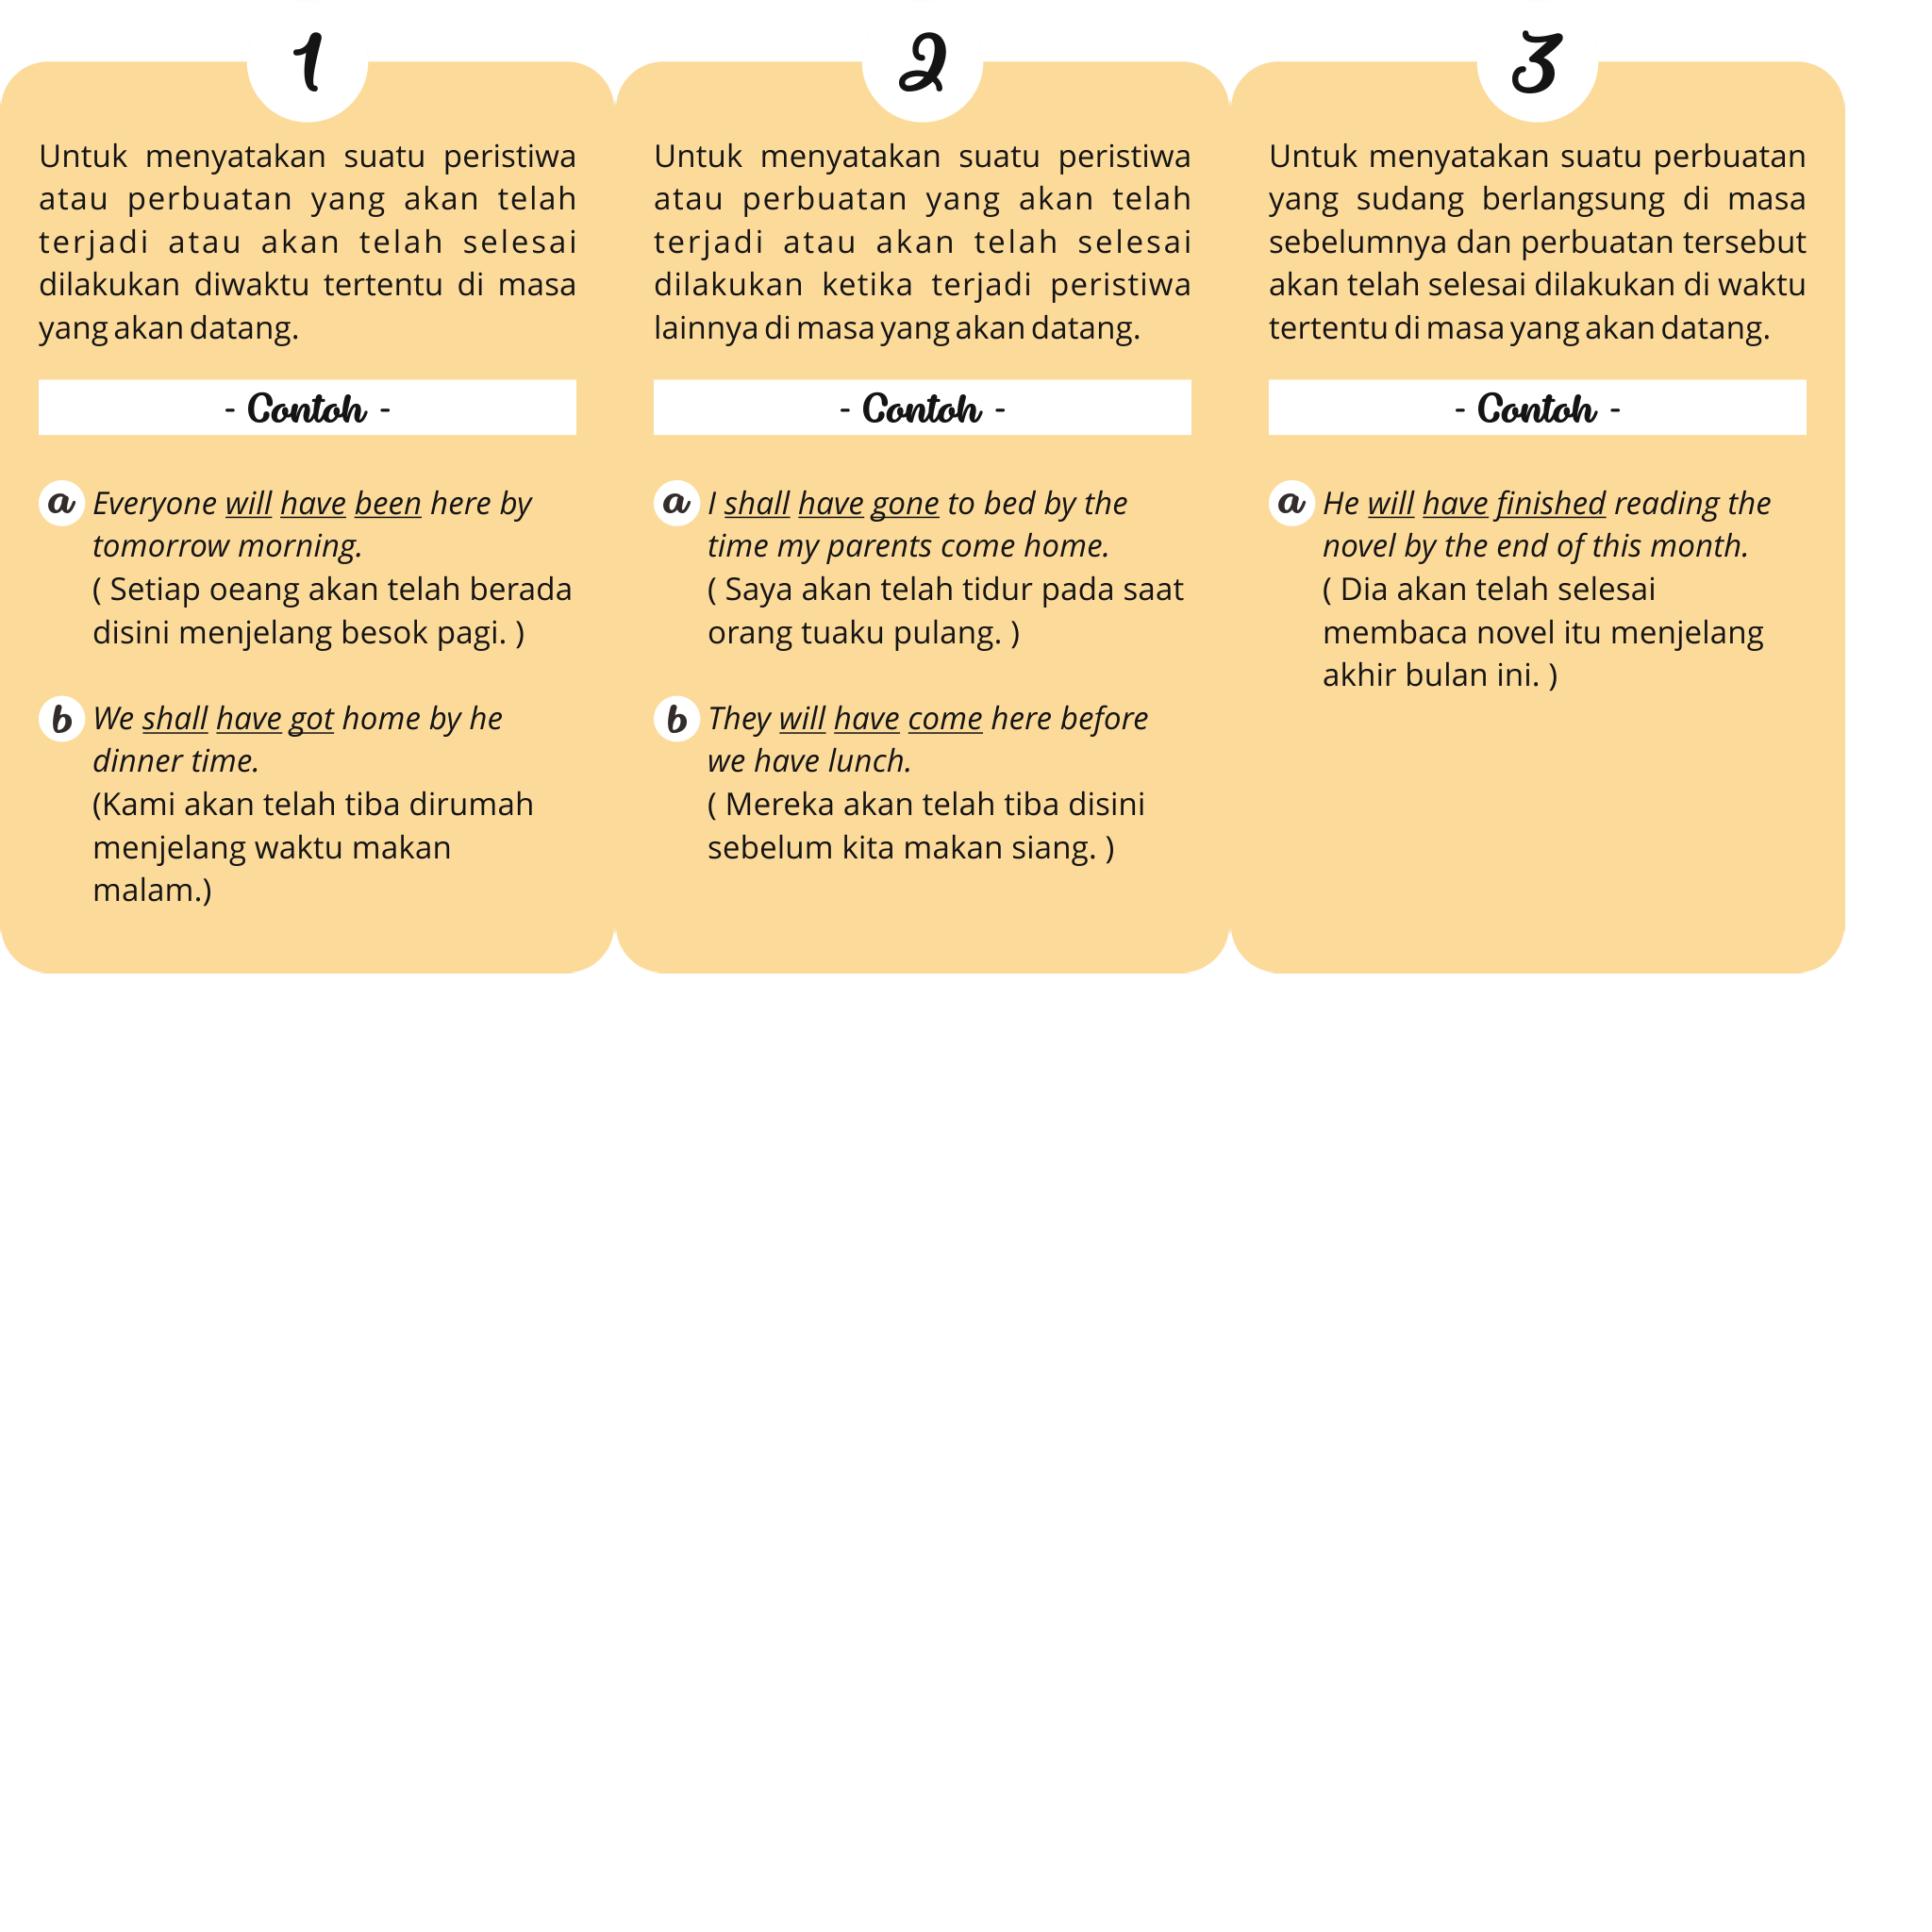 1
Untuk menyatakan suatu peristiwa
atau perbuatan yang akan telah
terjadi atau akan telah selesai
dilakukan diwaktu tertentu di masa
yang akan datang.
- Contoh -
a Everyone will have been here by
tomorrow morning.
( Setiap oeang akan telah berada
disini menjelang besok pagi. )
b We shall have got home by he
dinner time.
(Kami akan telah tiba dirumah
menjelang waktu makan
malam.)
2
Untuk menyatakan suatu peristiwa
atau perbuatan yang akan telah
terjadi atau akan telah selesai
dilakukan ketika terjadi peristiwa
lainnya di masa yang akan datang.
- Contoh -
a I shall have gone to bed by the
time my parents come home.
( Saya akan telah tidur pada saat
orang tuaku pulang. )
b They will have come here before
we have lunch.
( Mereka akan telah tiba disini
sebelum kita makan siang. )
3
Untuk menyatakan suatu perbuatan
yang sudang berlangsung di masa
sebelumnya dan perbuatan tersebut
akan telah selesai dilakukan di waktu
tertentu di masa yang akan datang.
- Contoh -
a He will have finished reading the
novel by the end of this month.
( Dia akan telah selesai
membaca novel itu menjelang
akhir bulan ini. )